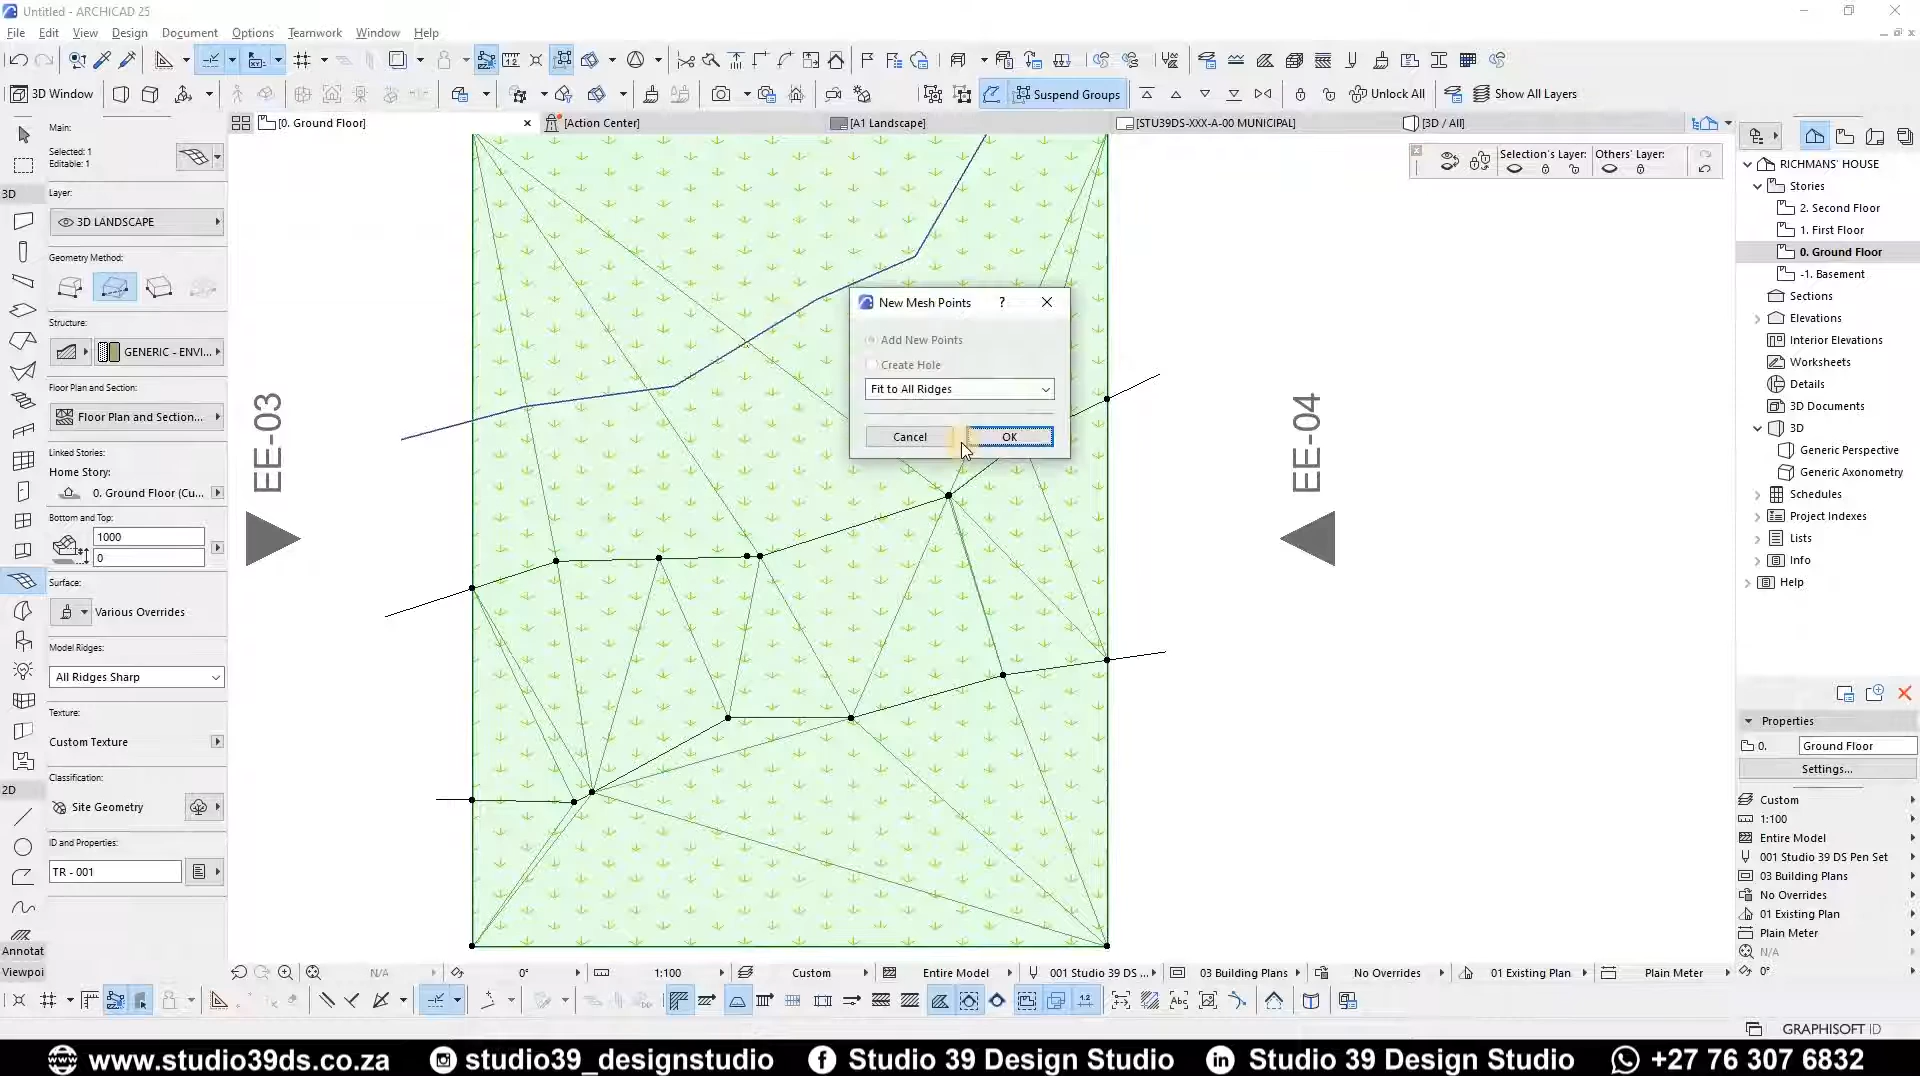 Untitled - ARCHICAD 25
File Edit View Design Document Options Teamwork Window Help
3D Window
Suspend Groups
Unlock All
Show All Layers
[0. Ground Floor]
[Action Center]
[A1 Landscape]
[STU39DS-XXX-A-00 MUNICIPAL]
[3D / All]
Main:
Selected: 1
Editable: 1
3D
Layer:
3D LANDSCAPE
Geometry Method:
Structure:
GENERIC - ENVI...
Floor Plan and Section:
Floor Plan and Section...
Linked Stories:
Home Story:
0. Ground Floor (Cu...
Bottom and Top:
1000
0
Surface:
Various Overrides
Model Ridges:
All Ridges Sharp
Texture:
Custom Texture
Classification:
2D
Site Geometry
ID and Properties:
TR - 001
Annotat
Viewpoi
EE-03
EE-04
New Mesh Points
?
Add New Points
Create Hole
Fit to All Ridges
Cancel
OK
Selection's Layer:
Others' Layer:
RICHMANS' HOUSE
Stories
2. Second Floor
1. First Floor
0. Ground Floor
-1. Basement
Sections
Elevations
Interior Elevations
Worksheets
Details
3D Documents
3D
Generic Perspective
Generic Axonometry
Schedules
Project Indexes
Lists
Info
Help
Properties
0.
Ground Floor
Settings...
Custom
1:100
Entire Model
001 Studio 39 DS Pen Set
03 Building Plans
No Overrides
01 Existing Plan
Plain Meter
N/A
0°
N/A
0°
1:100
Custom
Entire Model
001 Studio 39 DS ...
03 Building Plans
No Overrides
01 Existing Plan
Plain Meter
1.2
Abc
GRAPHISOFT ID
www.studio39ds.co.za
studio39_designstudio
Studio 39 Design Studio
Studio 39 Design Studio
+27 76 307 6832